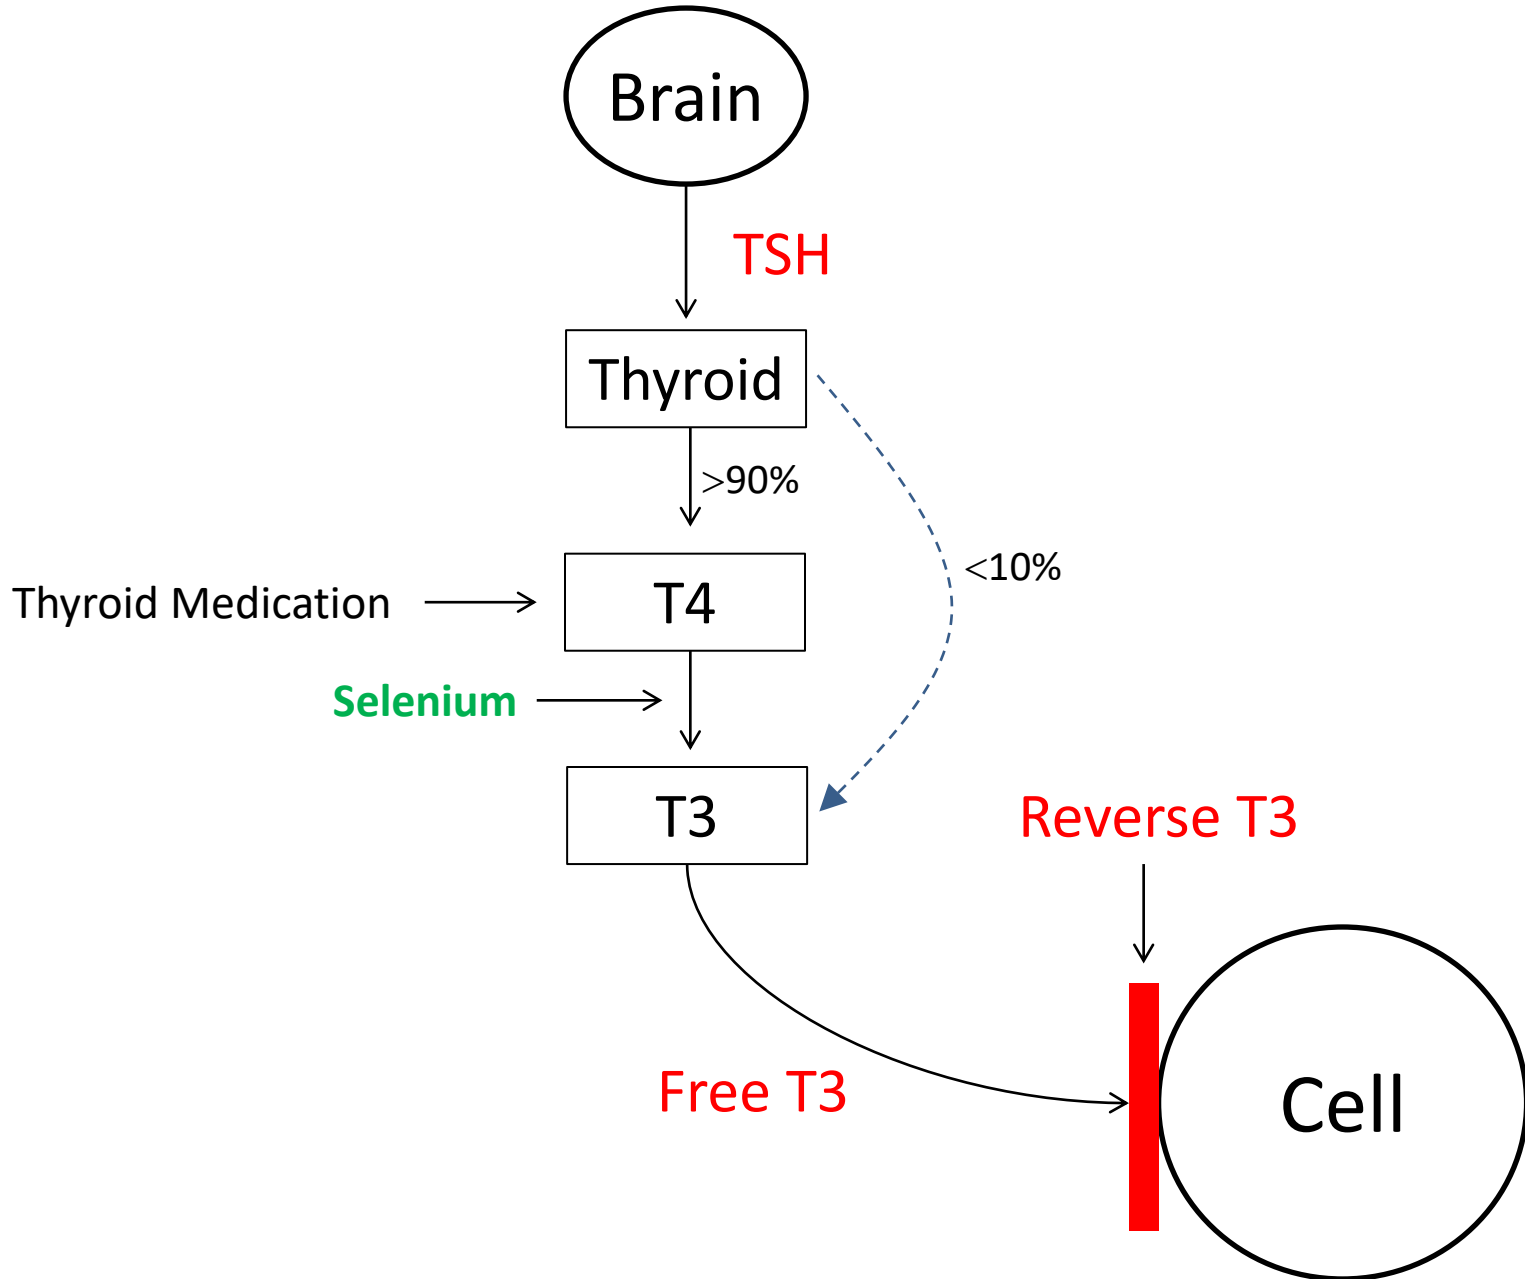 Brain
TSH
Thyroid
>90%
<10%
Thyroid Medication
T4
Selenium
T3
Reverse T3
Free T3
Cell